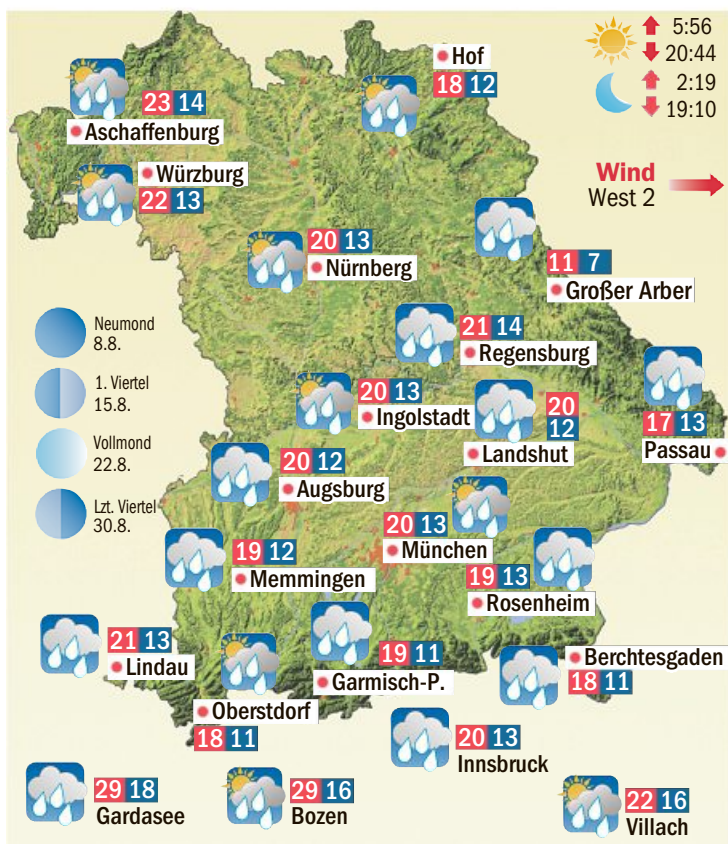 5:56
20:44
2:19
19:10
Hof
18 12
23 14
Aschaffenburg
Würzburg
22 13
Wind
West 2
20 13
Nürnberg
11 7
Großer Arber
Neumond
8.8.
1. Viertel
15.8.
Vollmond
22.8.
Lzt. Viertel
30.8.
21 14
Regensburg
20 13
Ingolstadt
20
12
Landshut
17 13
Passau
20 12
Augsburg
20 13
München
19 12
Memmingen
19 13
Rosenheim
21 13
Lindau
19 11
Garmisch-P.
Berchtesgaden
18 11
Oberstdorf
18 11
20 13
Innsbruck
29 18
Gardasee
29 16
Bozen
22 16
Villach